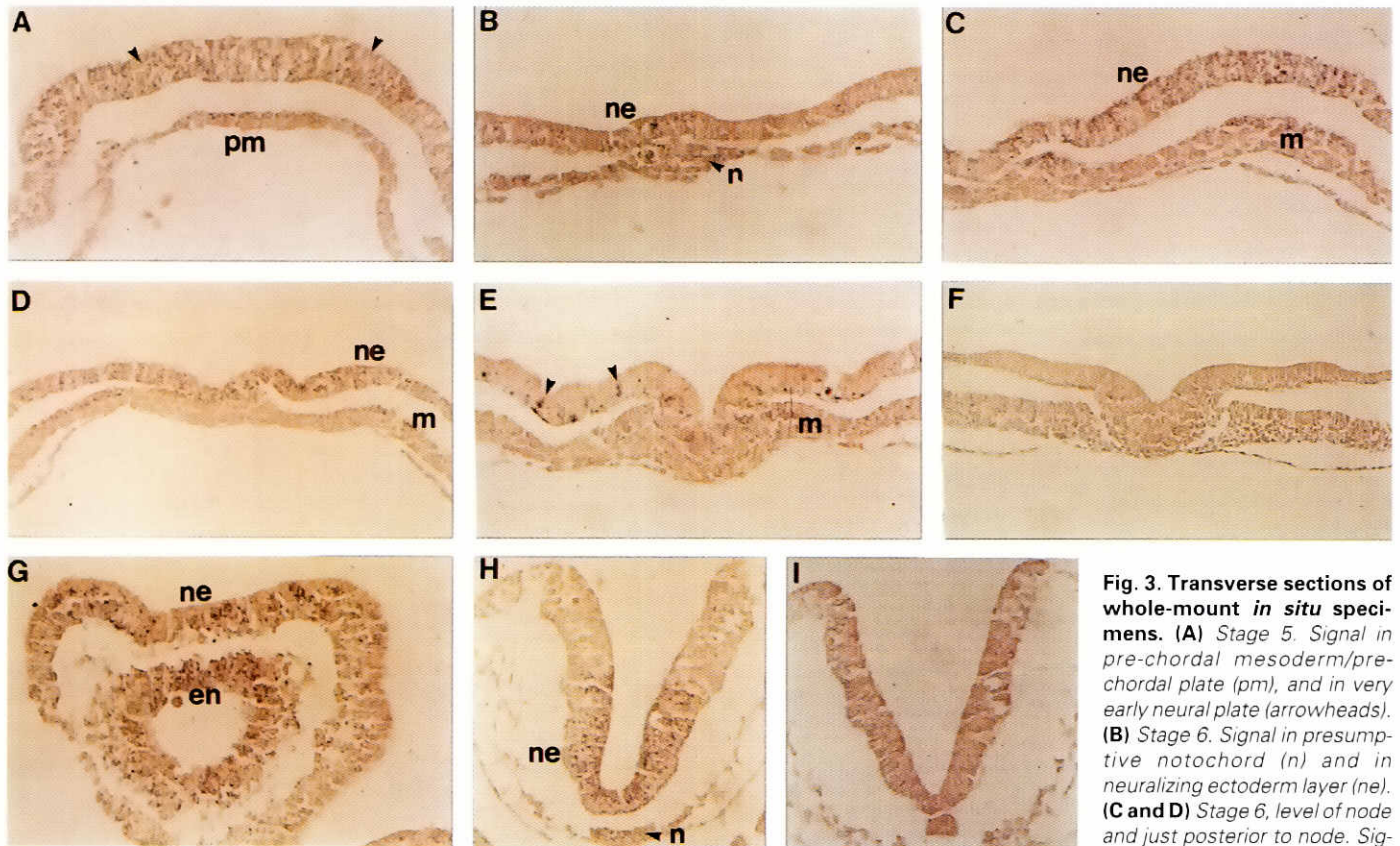 A
pm
B
ne
n
C
ne
m
D
ne
m
E
m
F
G
ne
en
H
ne
n
I
Fig. 3. Transverse sections of
whole-mount in situ speci-
mens. (A) Stage 5. Signal in
pre-chordal mesoderm/pre-
chordal plate (pm), and in very
early neural plate (arrowheads).
(B) Stage 6. Signal in presump-
tive notochord (n) and in
neuralizing ectoderm layer (ne).
(C and D) Stage 6, level of node
and just posterior to node. Sig-